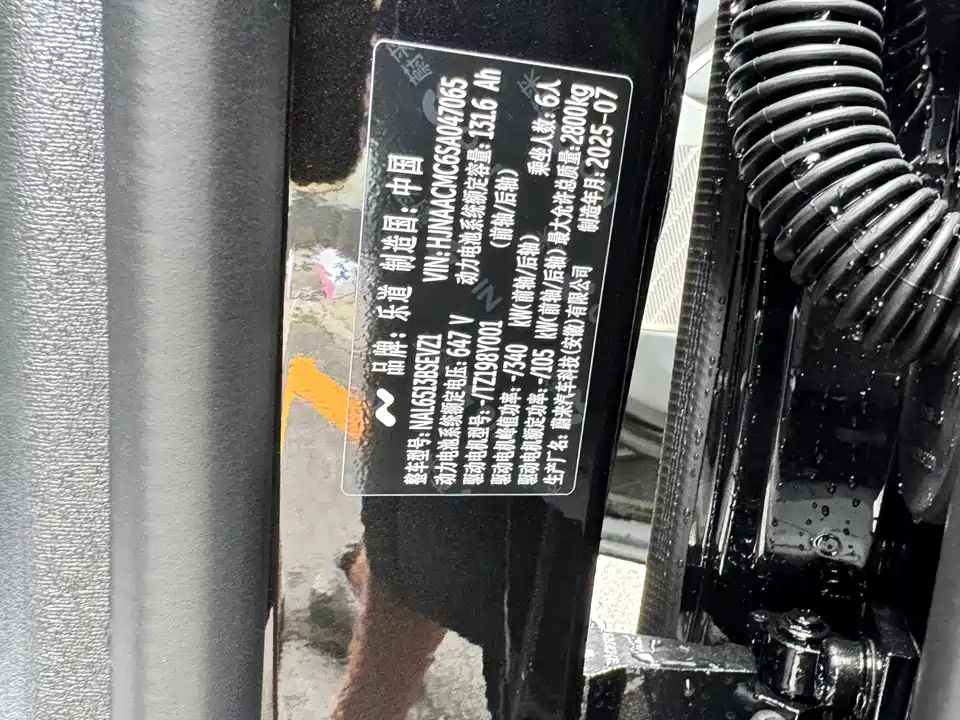 品牌: 乐道 制造国: 中国
整车型号: NAL6513BSEVZ1 VIN: HJNAACMC6SA047065
动力电池系统额定电压: 647 V 动力电池系统额定容量: 131.6 Ah
驱动电机型号: -/TZ198Y001 (前轴/后轴)
驱动电机峰值功率: -/340 kW(前轴/后轴) 乘坐人数: 6人
驱动电机额定功率: -/105 kW(前轴/后轴) 最大允许总质量: 2800kg
生产厂名: 蔚来汽车科技(安徽)有限公司 制造年月: 2025-07